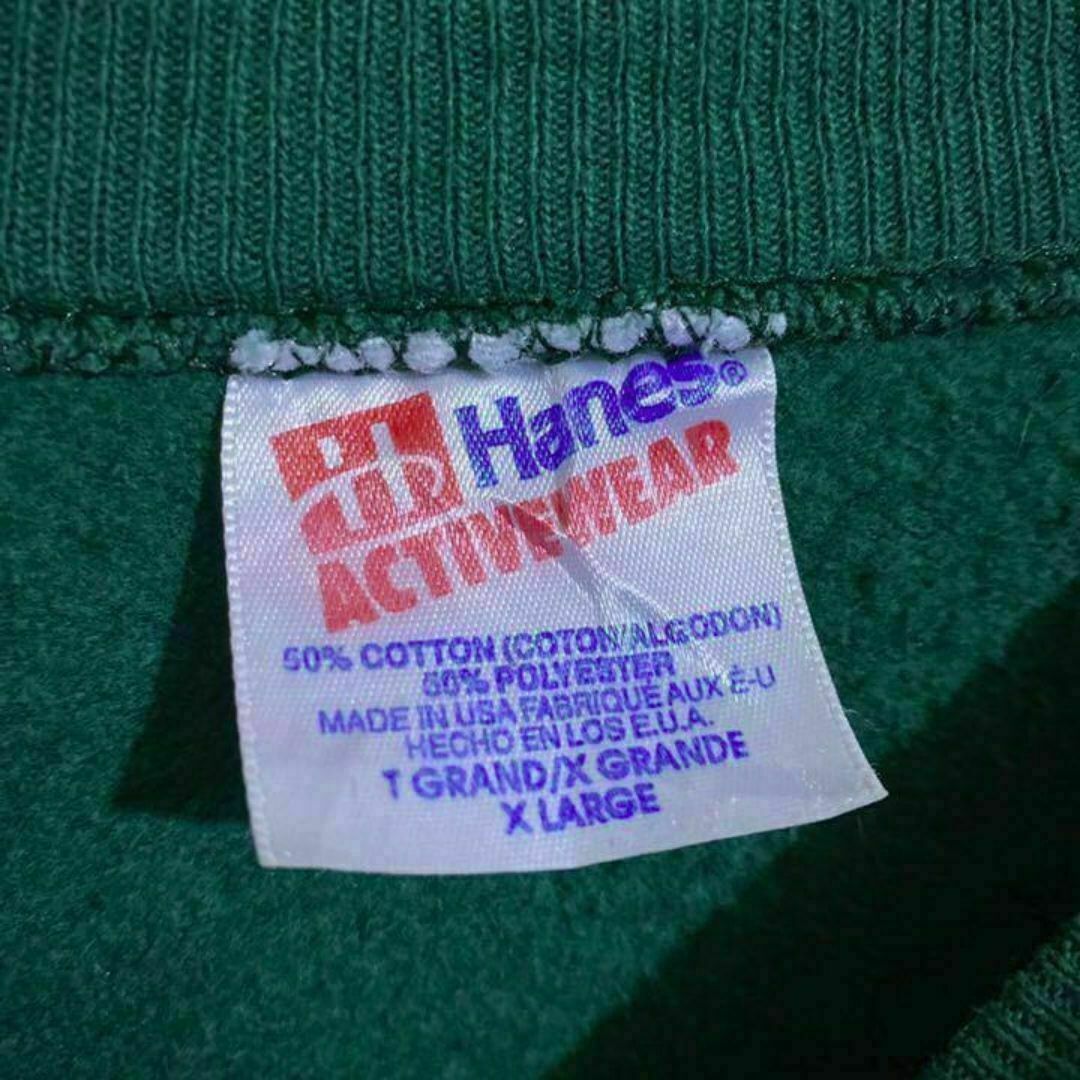 Hanes®
ACTIVEWEAR
50% COTTON (COTON/ALGODON)
50% POLYESTER
MADE IN USA FABRIQUE AUX É-U
HECHO EN LOS E.U.A.
T GRAND/X GRANDE
X LARGE